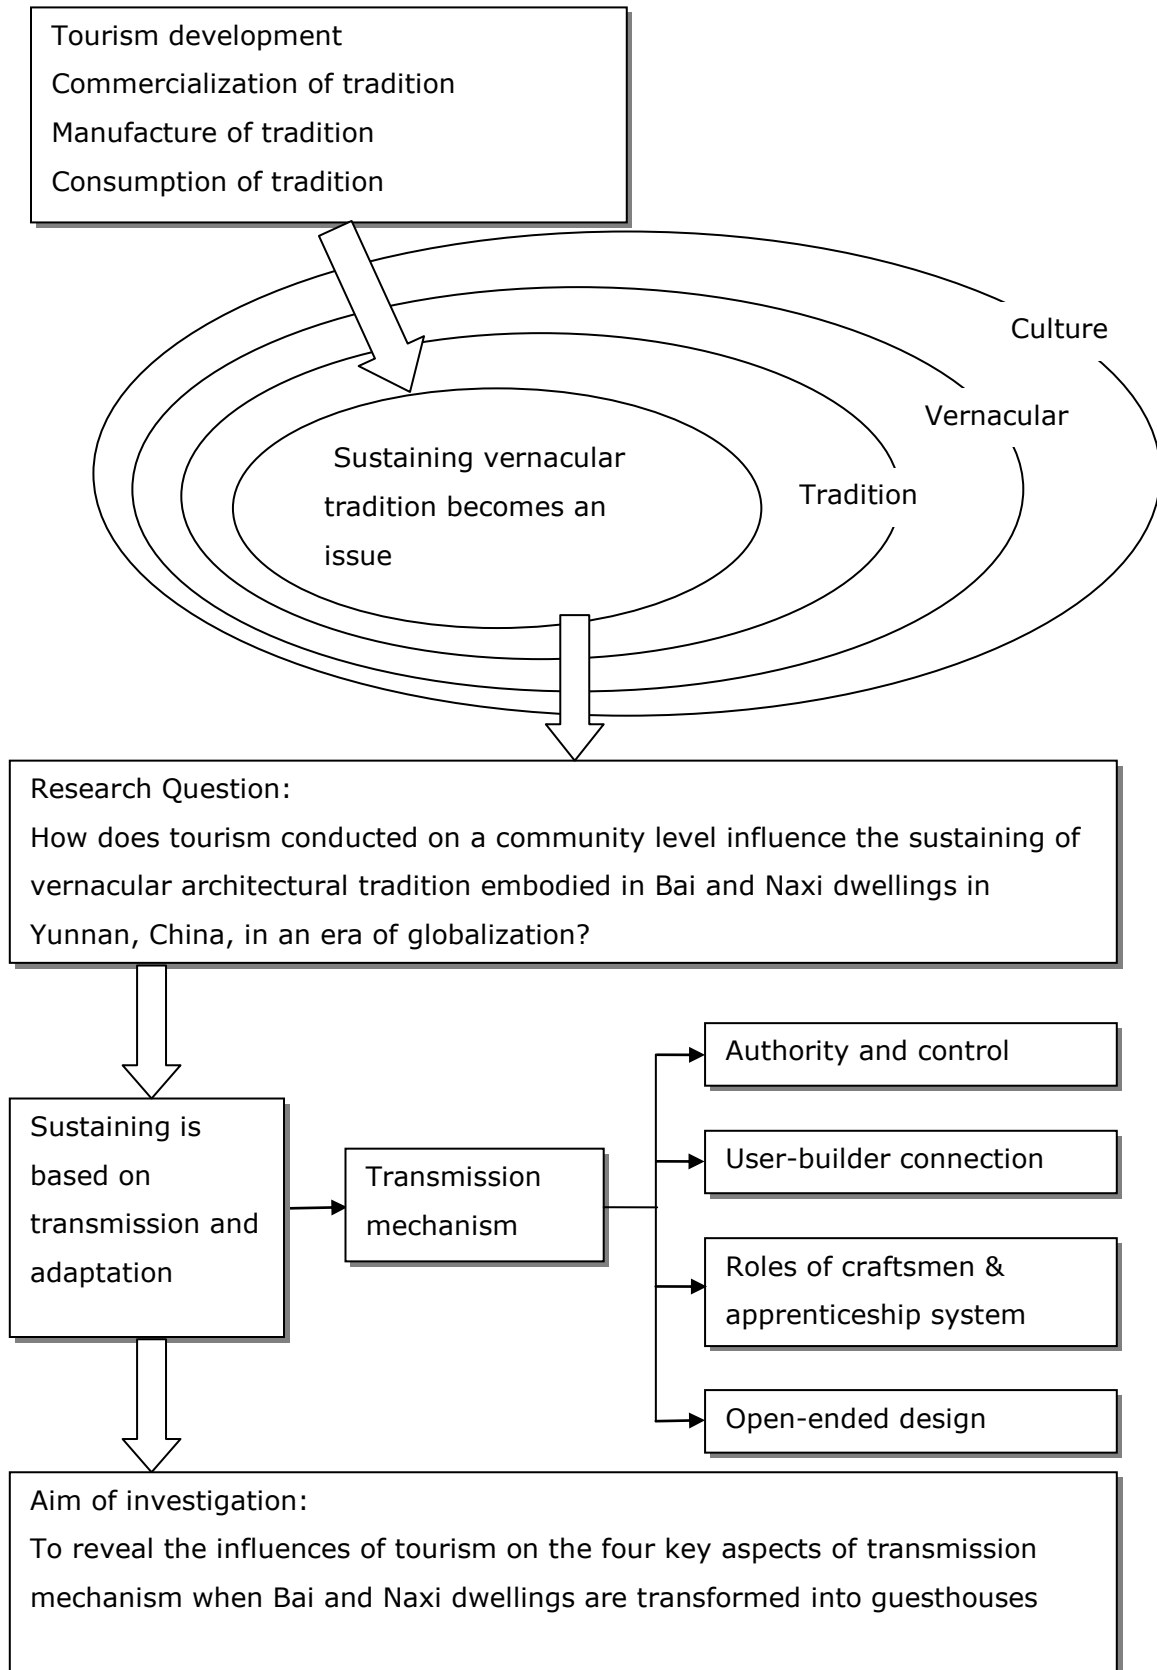 Tourism development
Commercialization of tradition
Manufacture of tradition
Consumption of tradition
Culture
Vernacular
Tradition
Sustaining vernacular
tradition becomes an
issue
Research Question:
How does tourism conducted on a community level influence the sustaining of
vernacular architectural tradition embodied in Bai and Naxi dwellings in
Yunnan, China, in an era of globalization?
Sustaining is
based on
transmission and
adaptation
Transmission
mechanism
Authority and control
User-builder connection
Roles of craftsmen &
apprenticeship system
Open-ended design
Aim of investigation:
To reveal the influences of tourism on the four key aspects of transmission
mechanism when Bai and Naxi dwellings are transformed into guesthouses